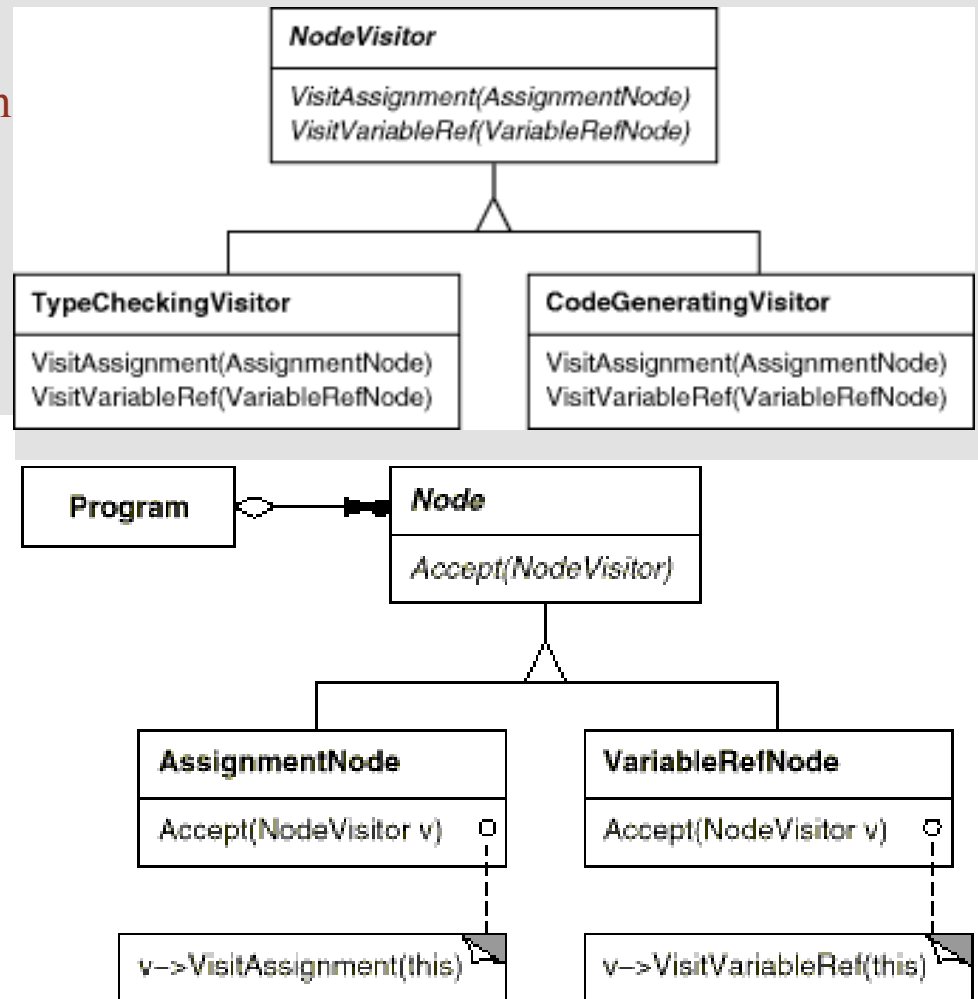 n
NodeVisitor
VisitAssignment(AssignmentNode)
VisitVariableRef(VariableRefNode)
TypeCheckingVisitor
VisitAssignment(AssignmentNode)
VisitVariableRef(VariableRefNode)
CodeGeneratingVisitor
VisitAssignment(AssignmentNode)
VisitVariableRef(VariableRefNode)
Program
Node
Accept(NodeVisitor)
AssignmentNode
Accept(NodeVisitor v)
v->VisitAssignment(this)
VariableRefNode
Accept(NodeVisitor v)
v->VisitVariableRef(this)